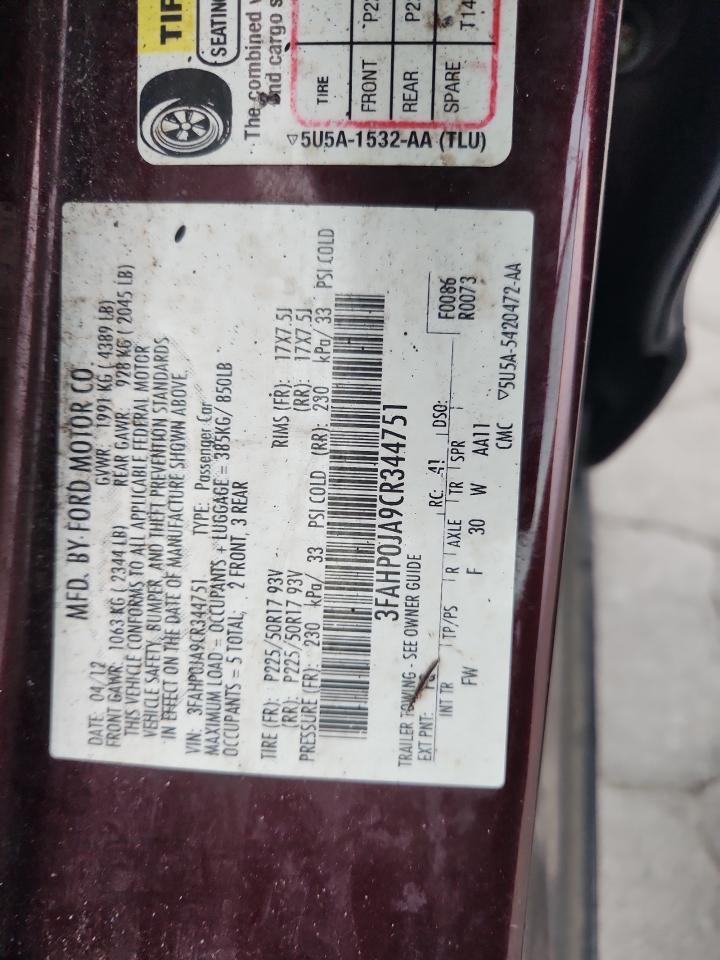 MFD. BY FORD MOTOR CO
DATE: 04/12 GVWR: 1991 KG ( 4389 LB)
FRONT GAWR: 1063 KG ( 2344 LB) REAR GAWR: 928 KG ( 2045 LB)
THIS VEHICLE CONFORMS TO ALL APPLICABLE FEDERAL MOTOR
VEHICLE SAFETY, BUMPER, AND THEFT PREVENTION STANDARDS
IN EFFECT ON THE DATE OF MANUFACTURE SHOWN ABOVE.
VIN: 3FAHP0JA9CR344751 TYPE: Passenger Car
MAXIMUM LOAD = OCCUPANTS + LUGGAGE = 385KG/ 850LB
OCCUPANTS = 5 TOTAL; 2 FRONT, 3 REAR
TIRE (FR): P225/50R17 93V RIMS (FR): 17X7.5J
(RR): P225/50R17 93V (RR): 17X7.5J
PRESSURE (FR): 230 kPa/ 33 PSI COLD (RR): 230 kPa/ 33 PSI COLD
3FAHP0JA9CR344751
TRAILER TOWING - SEE OWNER GUIDE F0086
EXT PNT: RC: 41 DSO: R0073
INT TR TP/PS R AXLE TR SPR
FW F 30 W AA11
CMC ▽5U5A-5420472-AA
TIR
SEATING
The combined
and cargo s
TIRE
FRONT P22
REAR P2
SPARE T14
▽5U5A-1532-AA (TLU)